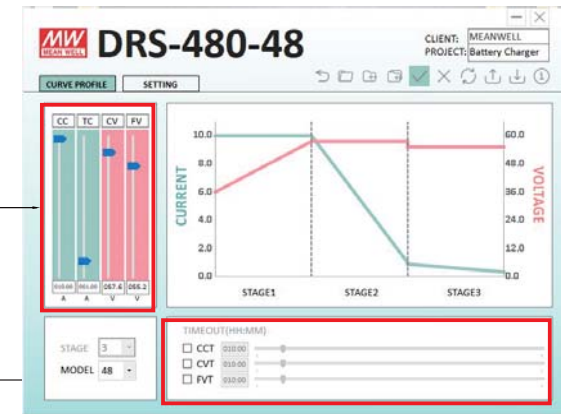 MW
MEAN WELL
DRS-480-48
CLIENT: MEANWELL
PROJECT: Battery Charger
CURVE PROFILE SETTING
CC TC CV FV
010.00 001.00 057.6 055.2
A A V V
CURRENT
10.0
8.0
6.0
4.0
2.0
0.0
60.0
48.0
36.0
24.0
12.0
0.0
VOLTAGE
STAGE1 STAGE2 STAGE3
STAGE 3
MODEL 48
TIMEOUT(HH:MM)
CCT 010:00
CVT 010:00
FVT 010:00